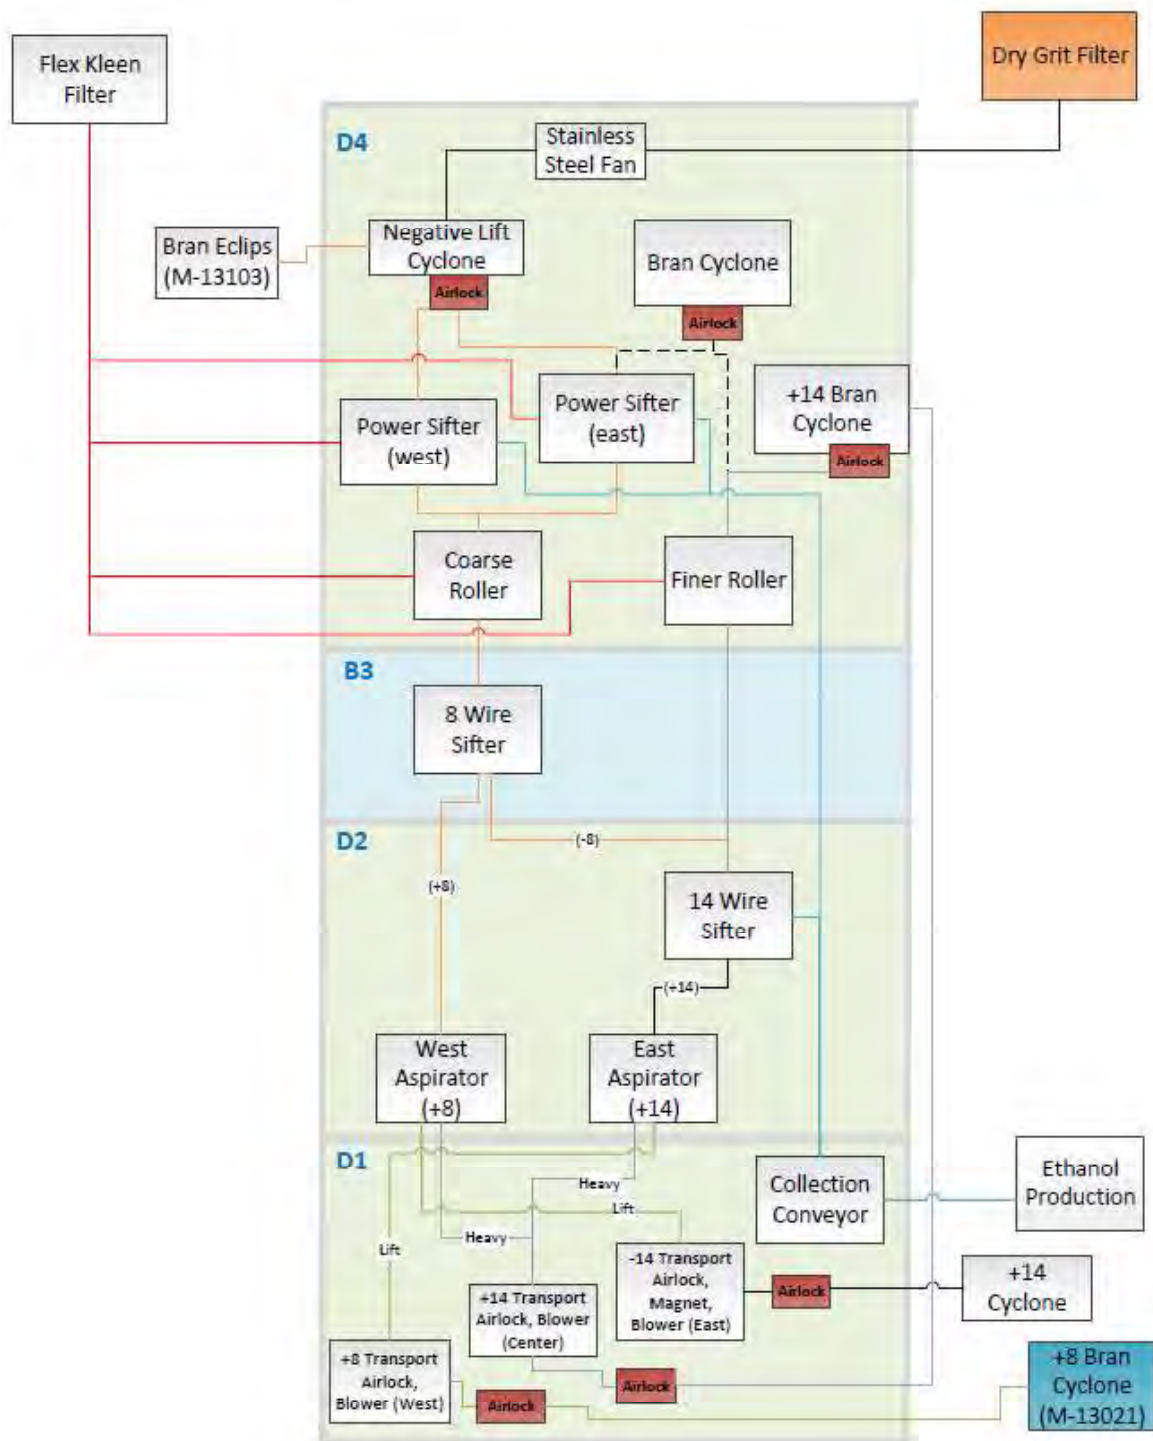 Flex Kleen
Filter
Dry Grit Filter
D4
Stainless
Steel Fan
Bran Eclips
(M-13103)
Negative Lift
Cyclone
Airlock
Bran Cyclone
Airlock
Power Sifter
(west)
Power Sifter
(east)
+14 Bran
Cyclone
Airlock
Coarse
Roller
Finer Roller
B3
8 Wire
Sifter
D2
(-8)
(+8)
14 Wire
Sifter
(+14)
West
Aspirator
(+8)
East
Aspirator
(+14)
D1
Heavy
Lift
Heavy
Lift
Collection
Conveyor
Ethanol
Production
-14 Transport
Airlock,
Magnet,
Blower (East)
Airlock
+14
Cyclone
+14 Transport
Airlock, Blower
(Center)
Airlock
+8 Transport
Airlock,
Blower (West)
Airlock
+8 Bran
Cyclone
(M-13021)